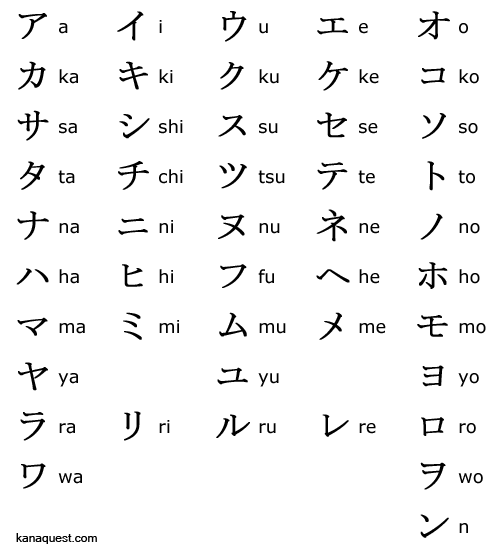 ア a イ i ウ u エ e オ o
カ ka キ ki ク ku ケ ke コ ko
サ sa シ shi ス su セ se ソ so
タ ta チ chi ツ tsu テ te ト to
ナ na ニ ni ヌ nu ネ ne ノ no
ハ ha ヒ hi フ fu ヘ he ホ ho
マ ma ミ mi ム mu メ me モ mo
ヤ ya ユ yu ヨ yo
ラ ra リ ri ル ru レ re ロ ro
ワ wa ヲ wo
ン n
kanaquest.com